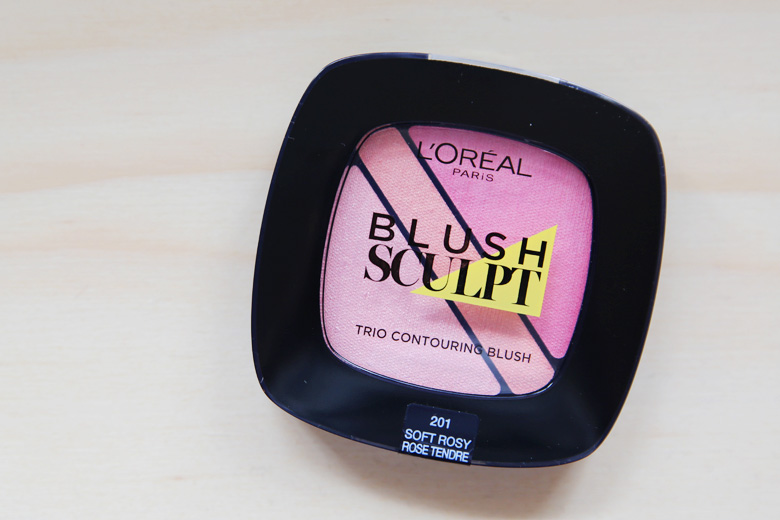 L'ORÉAL
PARIS
BLUSH
SCULPT
TRIO CONTOURING BLUSH
201
SOFT ROSY
ROSE TENDRE